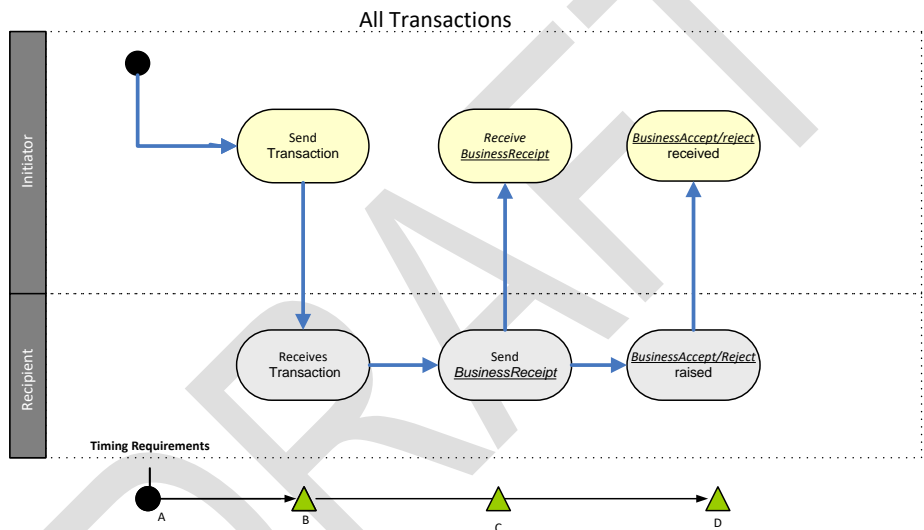 All Transactions
Initiator
Send
Transaction
Receive
BusinessReceipt
BusinessAccept/reject
received
Recipient
Receives
Transaction
Send
BusinessReceipt
BusinessAccept/Reject
raised
Timing Requirements
A
B
C
D
DRAFT